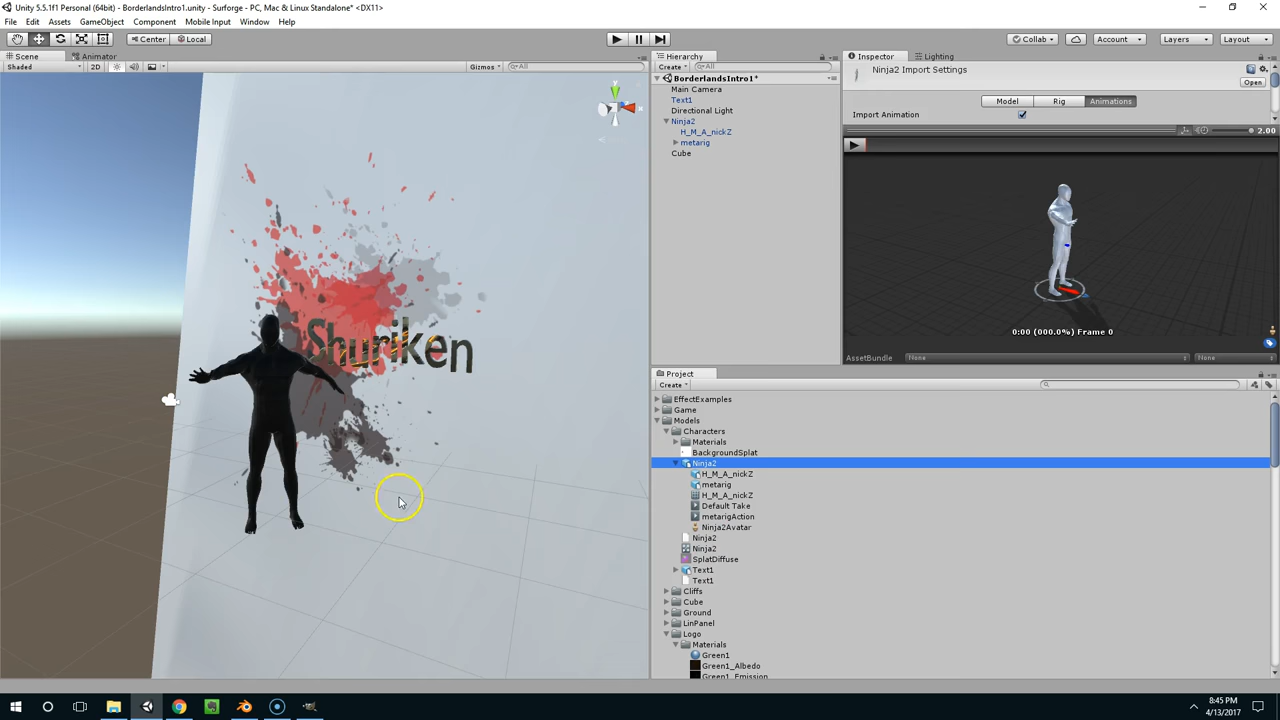 Unity 5.5.1f1 Personal (64bit) - BorderlandsIntro1.unity - Surforge - PC, Mac & Linux Standalone* <DX11>
File Edit Assets GameObject Component Mobile Input Window Help
Center Local Collab Account Layers Layout
Scene Animator
Shaded 2D Gizmos All
Hierarchy
Create All
BorderlandsIntro1*
Main Camera
Text1
Directional Light
Ninja2
H_M_A_nickZ
metarig
Cube
Inspector Lighting
Ninja2 Import Settings
Open
Model Rig Animations
Import Animation
2.00
0:00 (000.0%) Frame 0
AssetBundle None None
y
Shuriken
Project
Create
EffectExamples
Game
Models
Characters
Materials
BackgroundSplat
Ninja2
H_M_A_nickZ
metarig
H_M_A_nickZ
Default Take
metarigAction
Ninja2Avatar
Ninja2
Ninja2
SplatDiffuse
Text1
Text1
Cliffs
Cube
Ground
LinPanel
Logo
Materials
Green1
Green1_Albedo
Green1_Emission
8:45 PM
4/13/2017